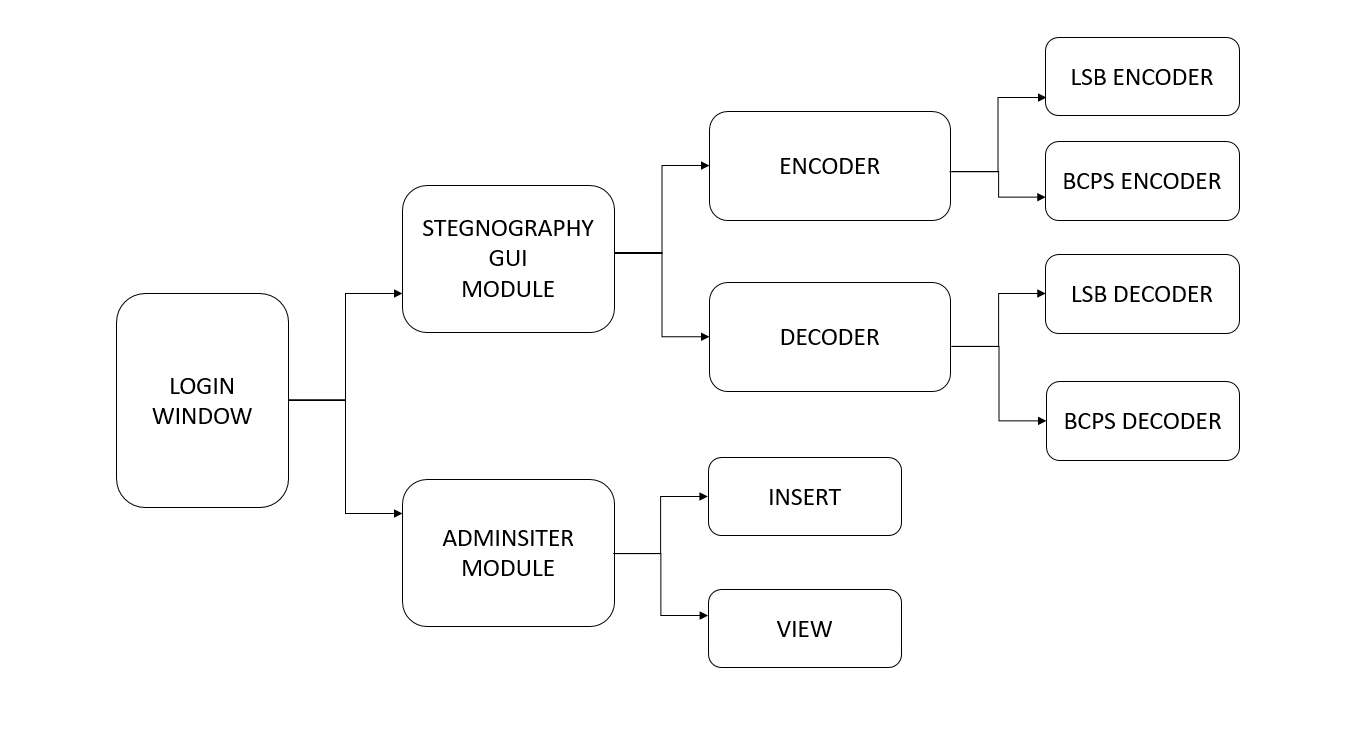 LOGIN
WINDOW
STEGNOGRAPHY
GUI
MODULE
ADMINSITER
MODULE
ENCODER
DECODER
INSERT
VIEW
LSB ENCODER
BCPS ENCODER
LSB DECODER
BCPS DECODER